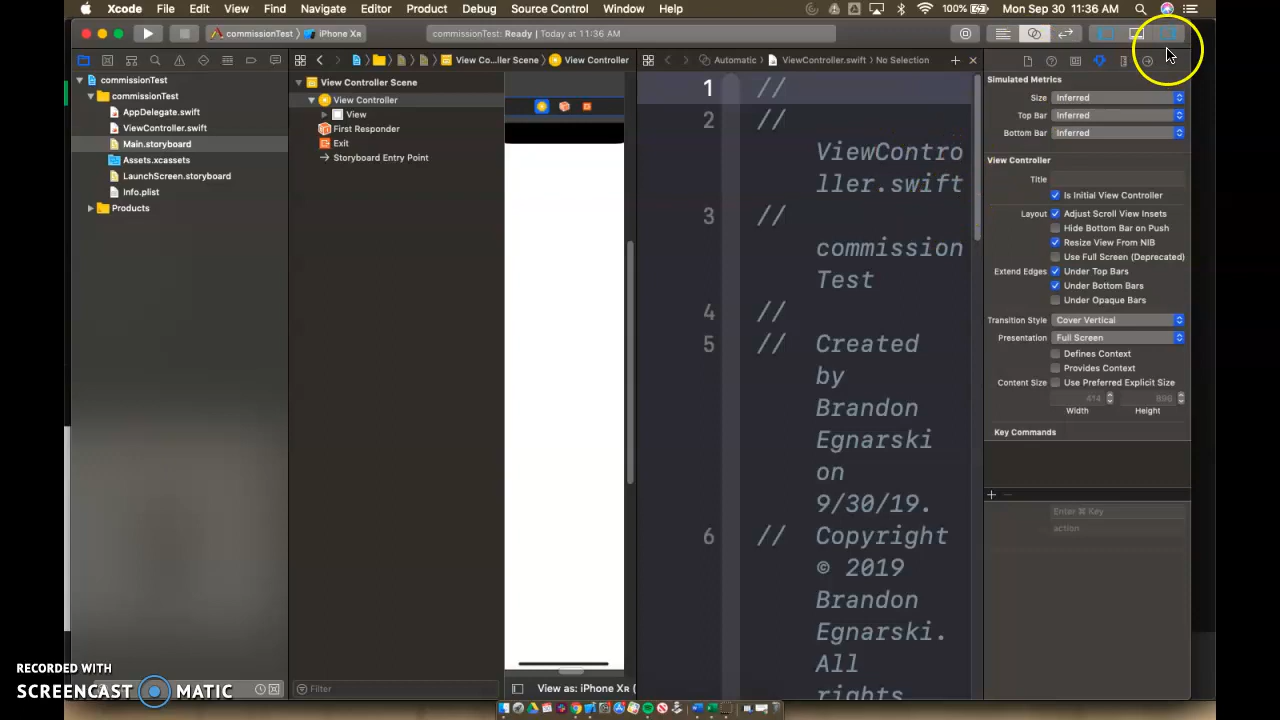 Xcode File Edit View Find Navigate Editor Product Debug Source Control Window Help 100% Mon Sep 30 11:36 AM
commissionTest iPhone XR commissionTest: Ready | Today at 11:36 AM
View Co...ller Scene View Controller Automatic ViewController.swift No Selection
commissionTest
commissionTest
AppDelegate.swift
ViewController.swift
Main.storyboard
Assets.xcassets
LaunchScreen.storyboard
Info.plist
Products
View Controller Scene
View Controller
View
First Responder
Exit
Storyboard Entry Point
Filter
View as: iPhone XR (
1 //
2 //
ViewContro
ller.swift
3 //
commission
Test
4 //
5 // Created
by
Brandon
Egnarski
on
9/30/19.
6 // Copyright
© 2019
Brandon
Egnarski.
All
rights
Simulated Metrics
Size Inferred
Top Bar Inferred
Bottom Bar Inferred
View Controller
Title
Is Initial View Controller
Layout Adjust Scroll View Insets
Hide Bottom Bar on Push
Resize View From NIB
Use Full Screen (Deprecated)
Extend Edges Under Top Bars
Under Bottom Bars
Under Opaque Bars
Transition Style Cover Vertical
Presentation Full Screen
Defines Context
Provides Context
Content Size Use Preferred Explicit Size
414 896
Width Height
Key Commands
Enter ⌘ Key
action
RECORDED WITH
SCREENCAST MATIC